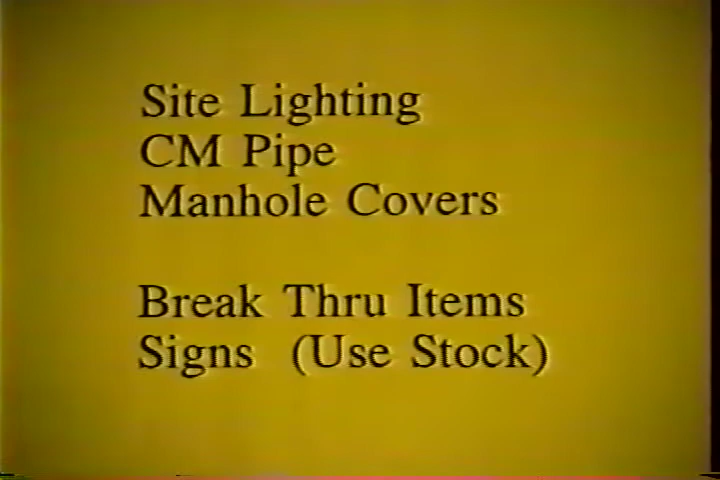 Site Lighting
CM Pipe
Manhole Covers
Break Thru Items
Signs (Use Stock)